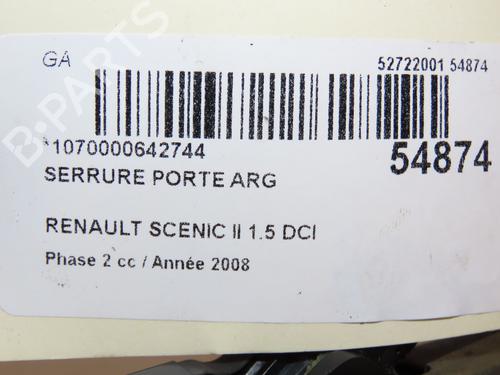 GA
52722001 54874
*1070000642744
54874
SERRURE PORTE ARG
RENAULT SCENIC II 1.5 DCI
Phase 2 cc / Année 2008
B-PARTS